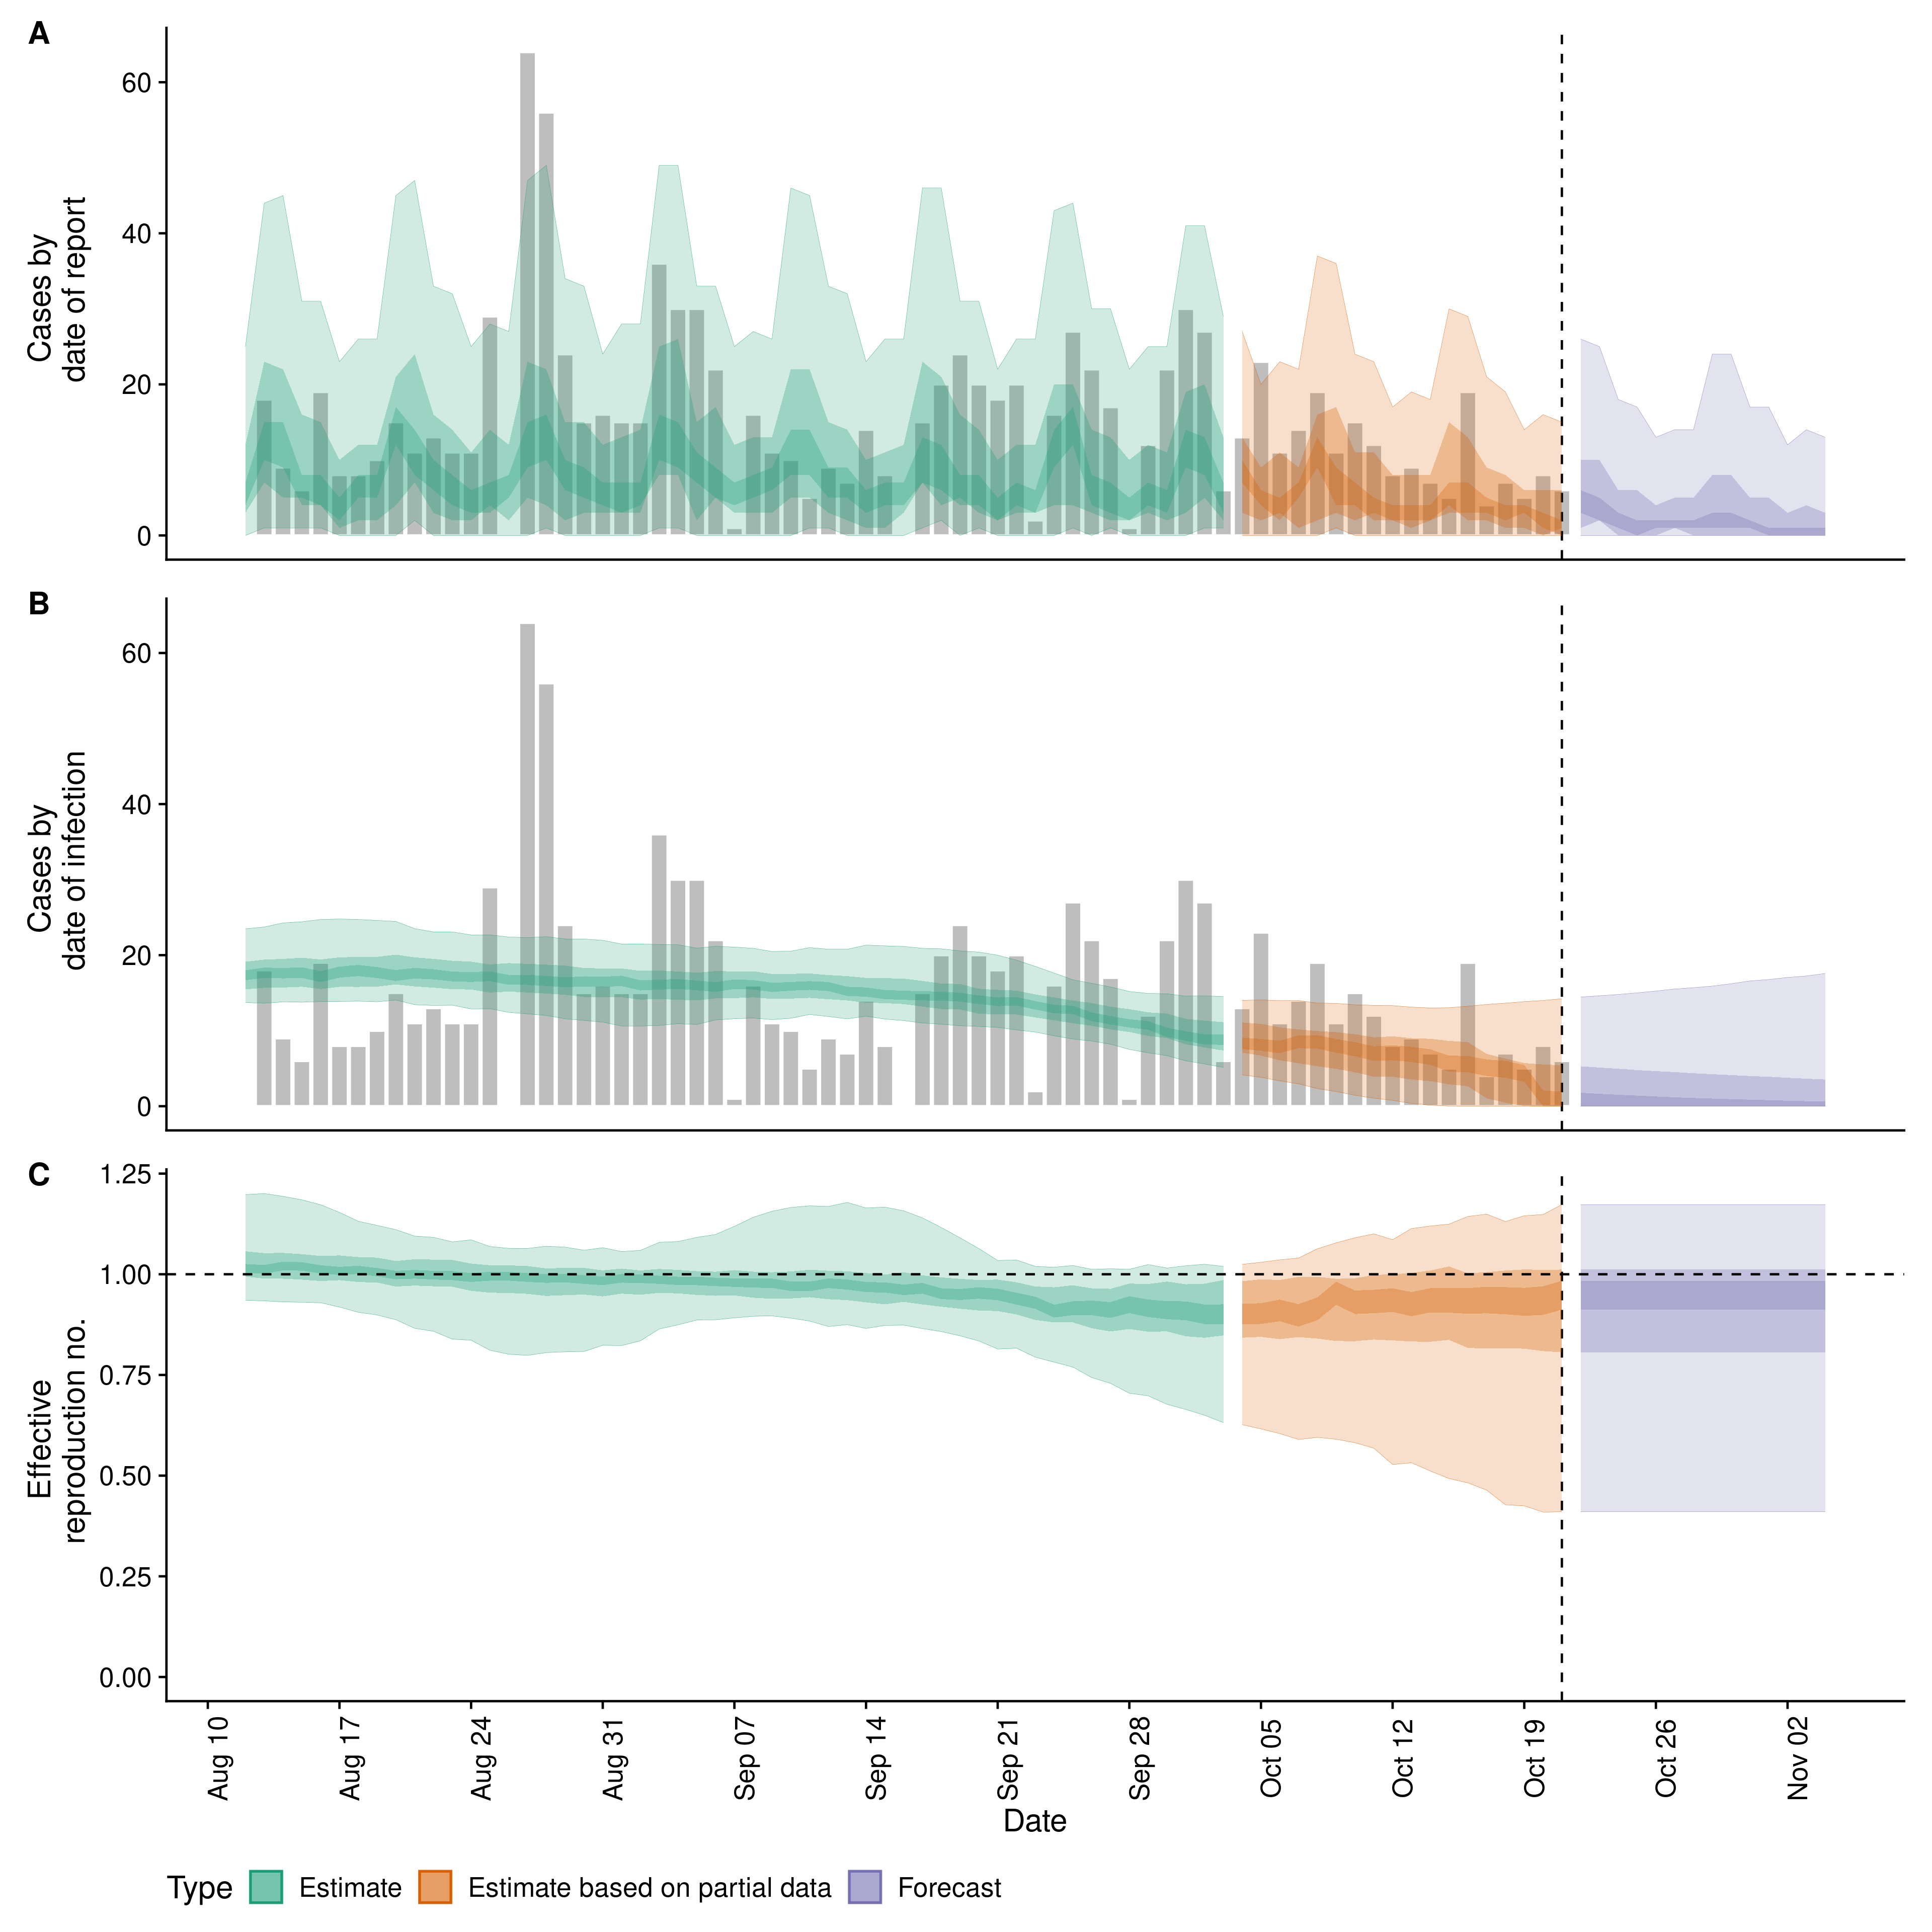 A
60
40
20
0
Cases by
date of report
B
60
40
20
0
Cases by
date of infection
C
1.25
1.00
0.75
0.50
0.25
0.00
Effective
reproduction no.
Aug 10
Aug 17
Aug 24
Aug 31
Sep 07
Sep 14
Sep 21
Sep 28
Oct 05
Oct 12
Oct 19
Oct 26
Nov 02
Date
Type Estimate Estimate based on partial data Forecast